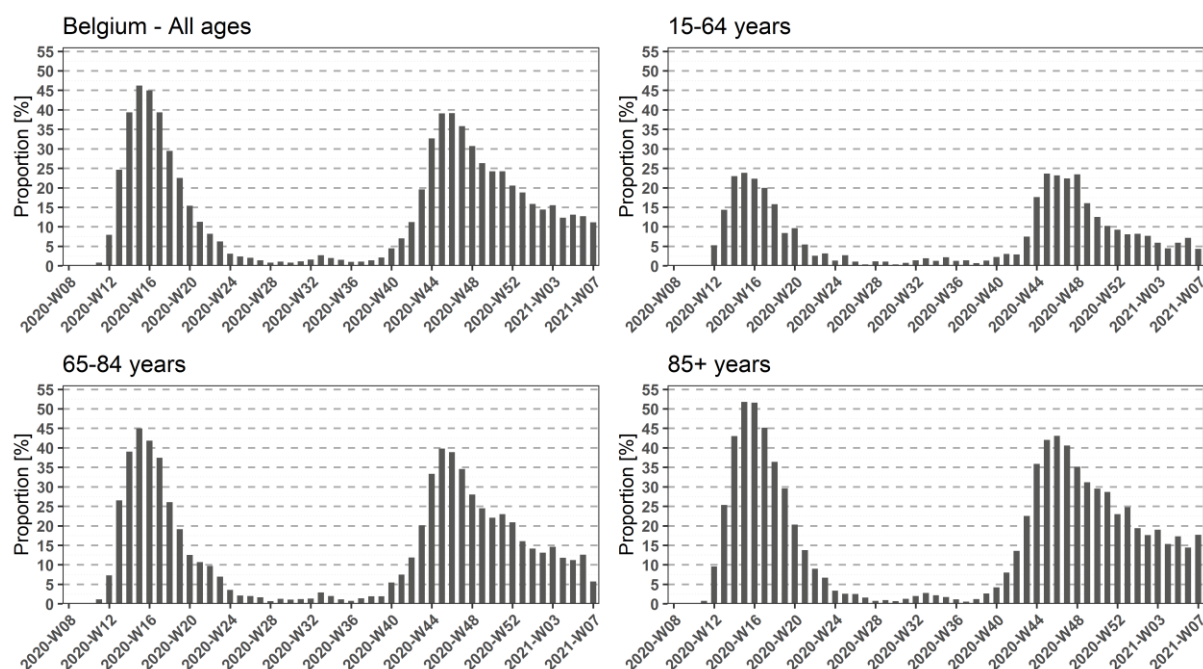 Belgium - All ages
Proportion [%]
55
50
45
40
35
30
25
20
15
10
5
0
2020-W08
2020-W12
2020-W16
2020-W20
2020-W24
2020-W28
2020-W32
2020-W36
2020-W40
2020-W44
2020-W48
2020-W52
2021-W03
2021-W07
15-64 years
Proportion [%]
55
50
45
40
35
30
25
20
15
10
5
0
2020-W08
2020-W12
2020-W16
2020-W20
2020-W24
2020-W28
2020-W32
2020-W36
2020-W40
2020-W44
2020-W48
2020-W52
2021-W03
2021-W07
65-84 years
Proportion [%]
55
50
45
40
35
30
25
20
15
10
5
0
2020-W08
2020-W12
2020-W16
2020-W20
2020-W24
2020-W28
2020-W32
2020-W36
2020-W40
2020-W44
2020-W48
2020-W52
2021-W03
2021-W07
85+ years
Proportion [%]
55
50
45
40
35
30
25
20
15
10
5
0
2020-W08
2020-W12
2020-W16
2020-W20
2020-W24
2020-W28
2020-W32
2020-W36
2020-W40
2020-W44
2020-W48
2020-W52
2021-W03
2021-W07